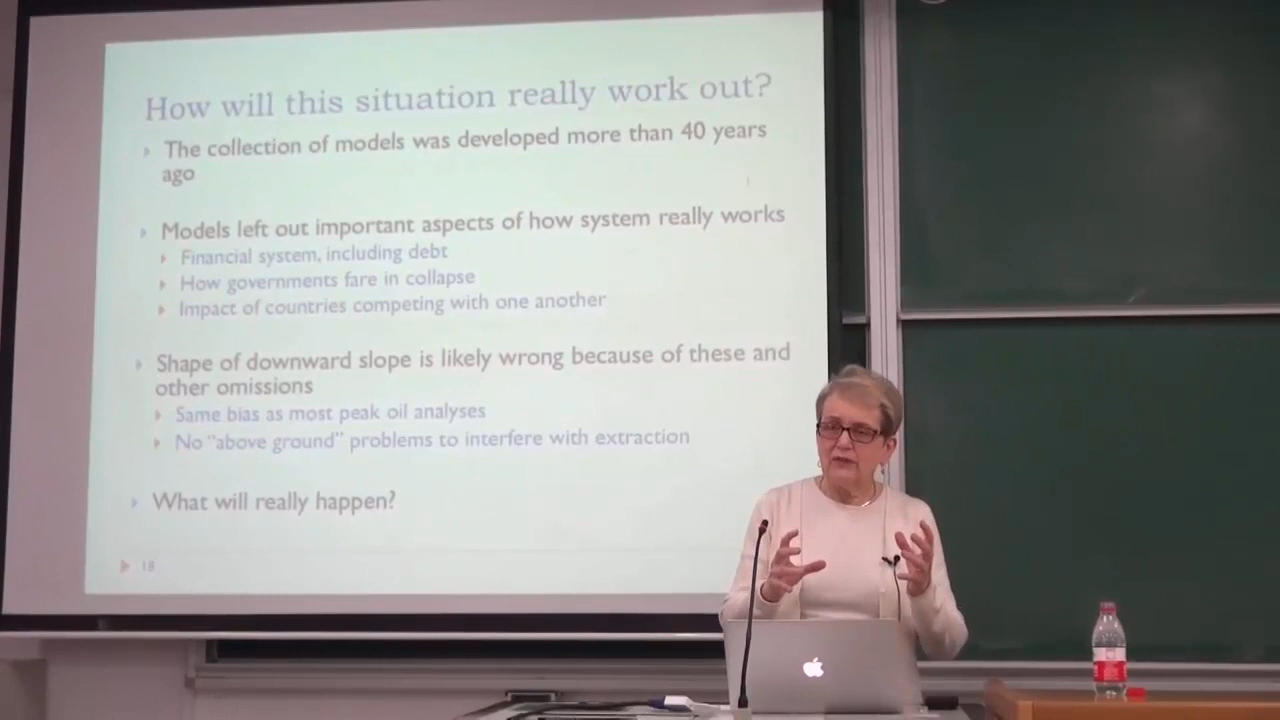 How will this situation really work out?
The collection of models was developed more than 40 years
ago
Models left out important aspects of how system really works
Financial system, including debt
How governments fare in collapse
Impact of countries competing with one another
Shape of downward slope is likely wrong because of these and
other omissions
Same bias as most peak oil analyses
No "above ground" problems to interfere with extraction
What will really happen?
18